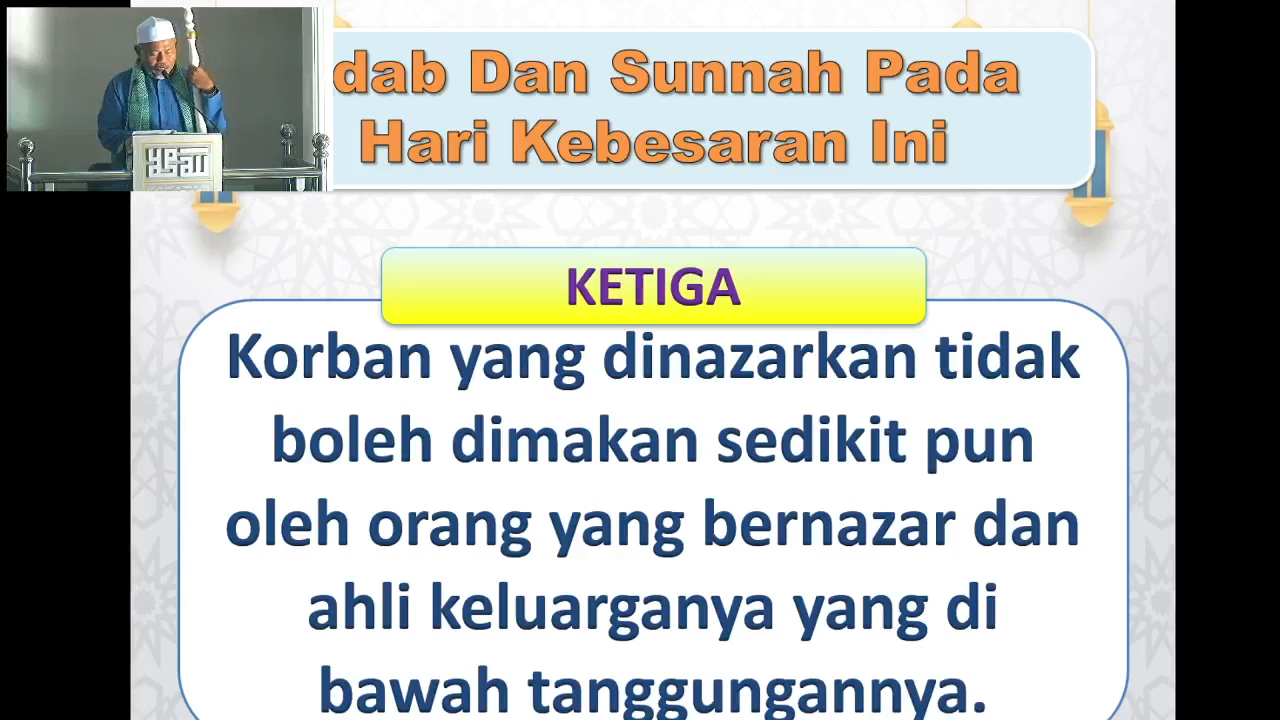 dab Dan Sunnah Pada
Hari Kebesaran Ini
KETIGA
Korban yang dinazarkan tidak
boleh dimakan sedikit pun
oleh orang yang bernazar dan
ahli keluarganya yang di
bawah tanggungannya.